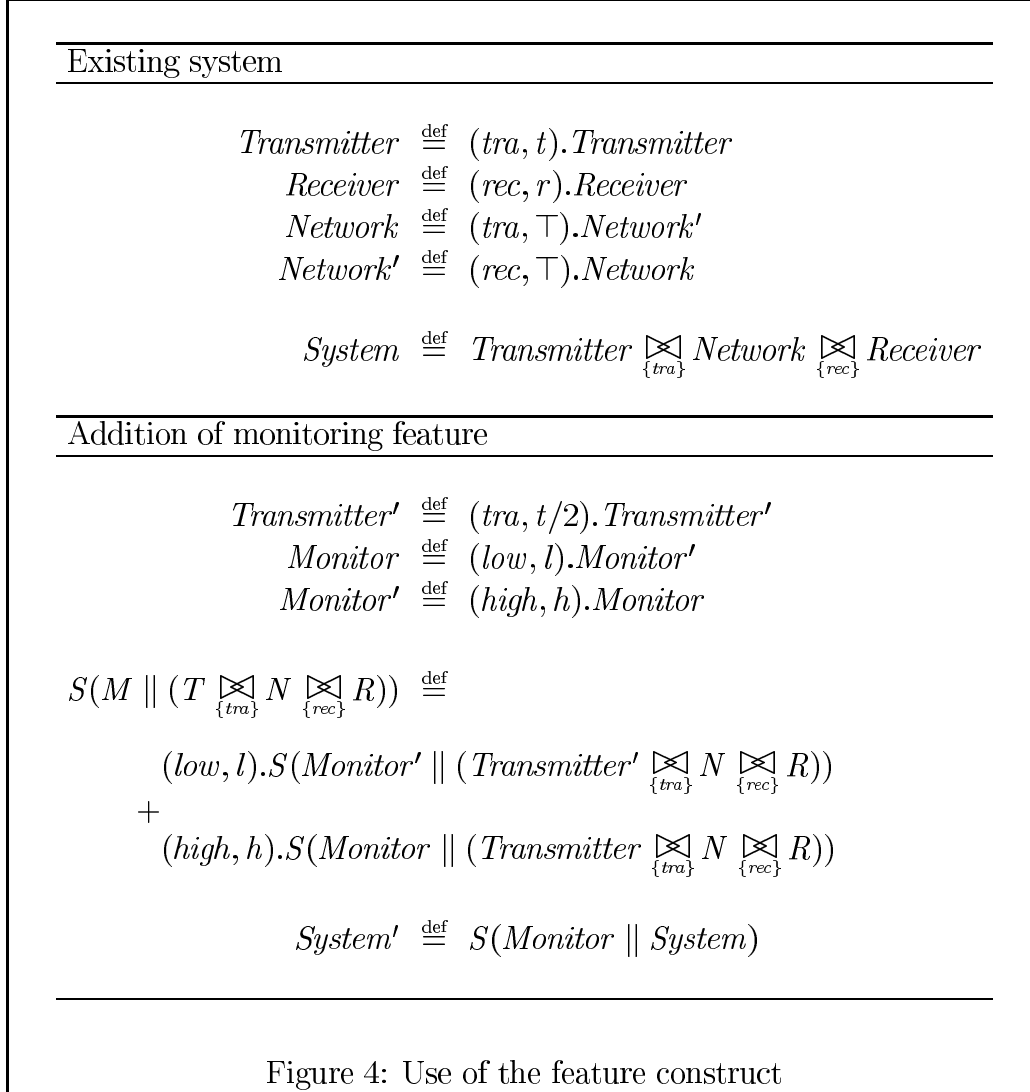 Existing system
Transmitter ≝ (tra, t).Transmitter
Receiver ≝ (rec, r).Receiver
Network ≝ (tra, ⊤).Network′
Network′ ≝ (rec, ⊤).Network
System ≝ Transmitter ⋈{tra} Network ⋈{rec} Receiver
Addition of monitoring feature
Transmitter′ ≝ (tra, t/2).Transmitter′
Monitor ≝ (low, l).Monitor′
Monitor′ ≝ (high, h).Monitor
S(M ∥ (T ⋈{tra} N ⋈{rec} R)) ≝
(low, l).S(Monitor′ ∥ (Transmitter′ ⋈{tra} N ⋈{rec} R))
+
(high, h).S(Monitor ∥ (Transmitter ⋈{tra} N ⋈{rec} R))
System′ ≝ S(Monitor ∥ System)
Figure 4: Use of the feature construct